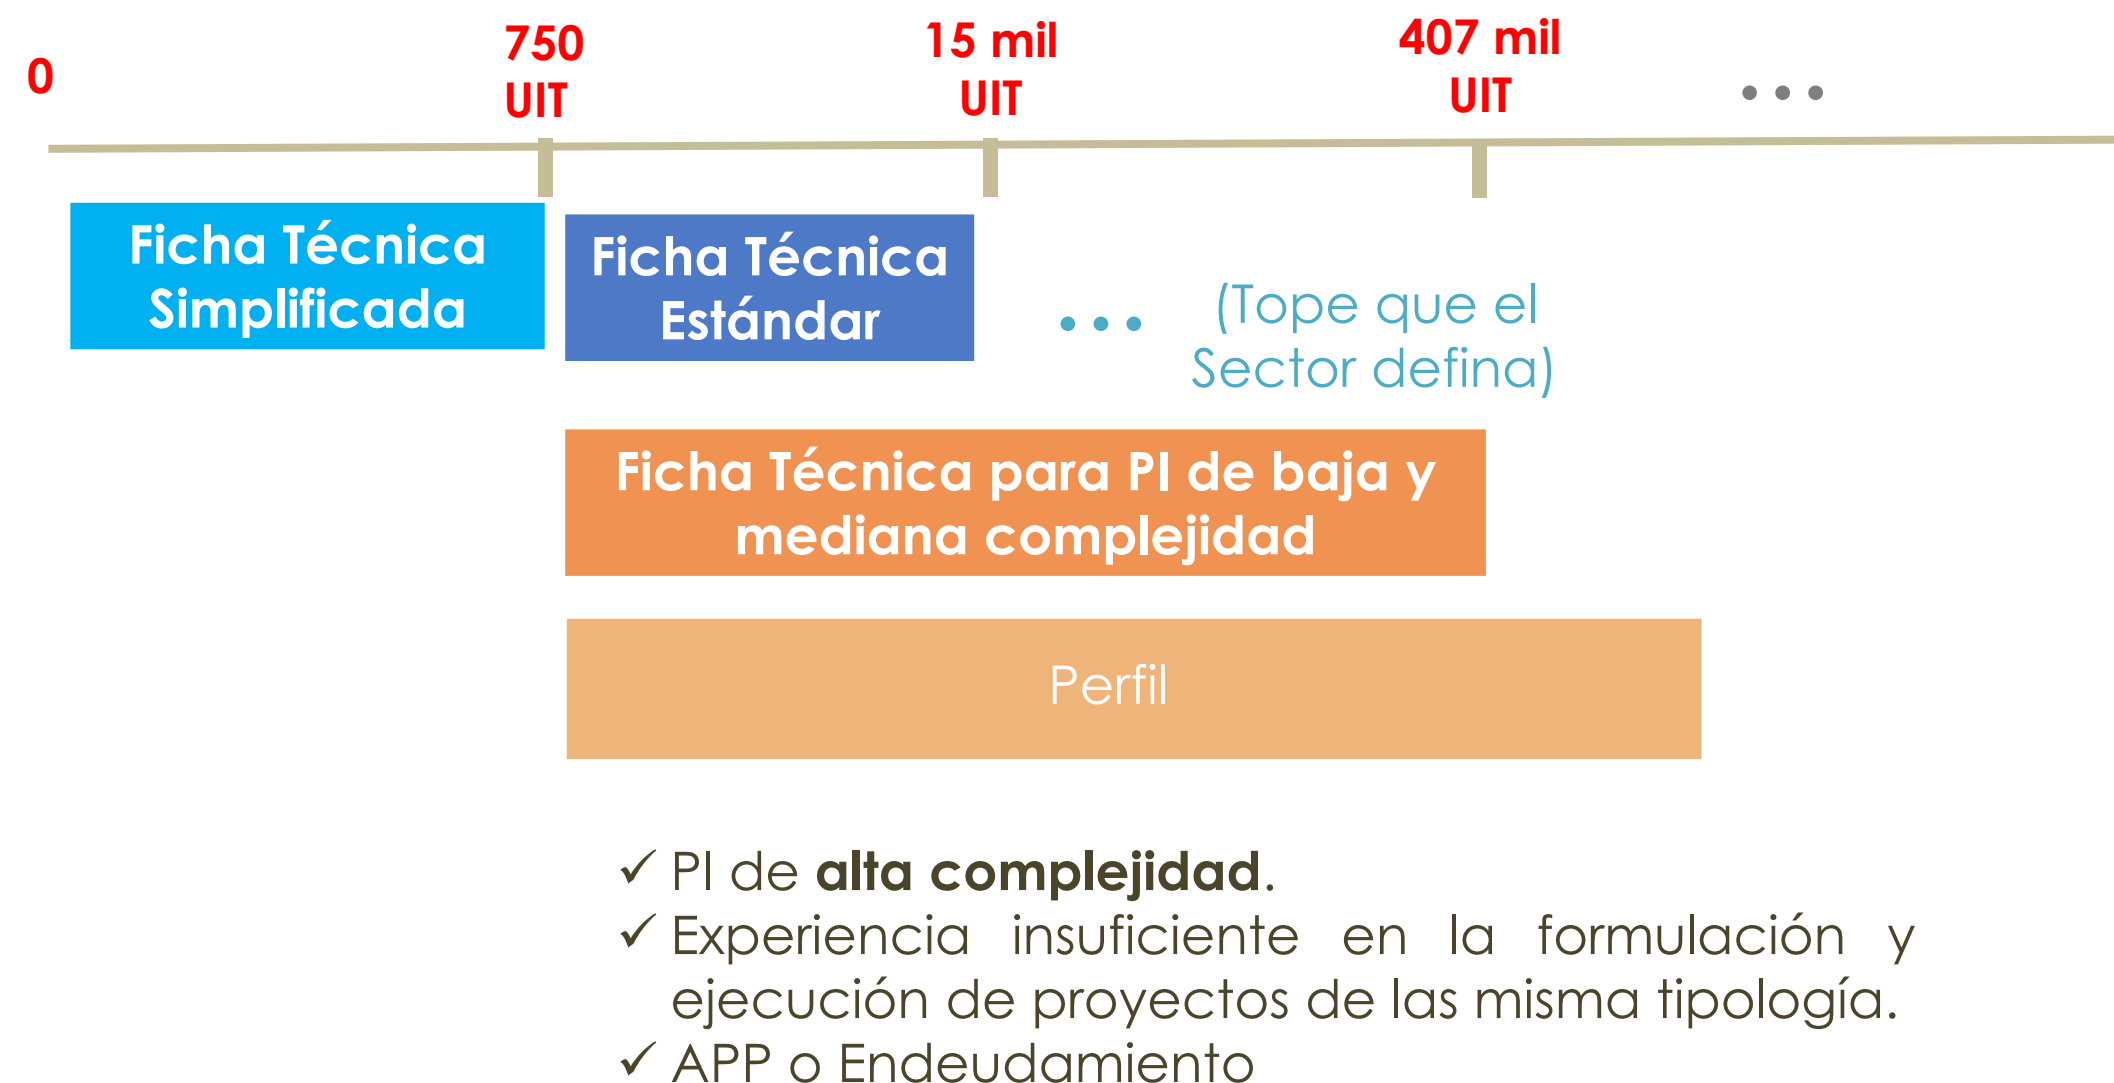 0
750
UIT
15 mil
UIT
407 mil
UIT
...
Ficha Técnica
Simplificada
Ficha Técnica
Estándar
...
(Tope que el
Sector defina)
Ficha Técnica para PI de baja y
mediana complejidad
Perfil
✓ PI de alta complejidad.
✓ Experiencia insuficiente en la formulación y
ejecución de proyectos de las misma tipología.
✓ APP o Endeudamiento